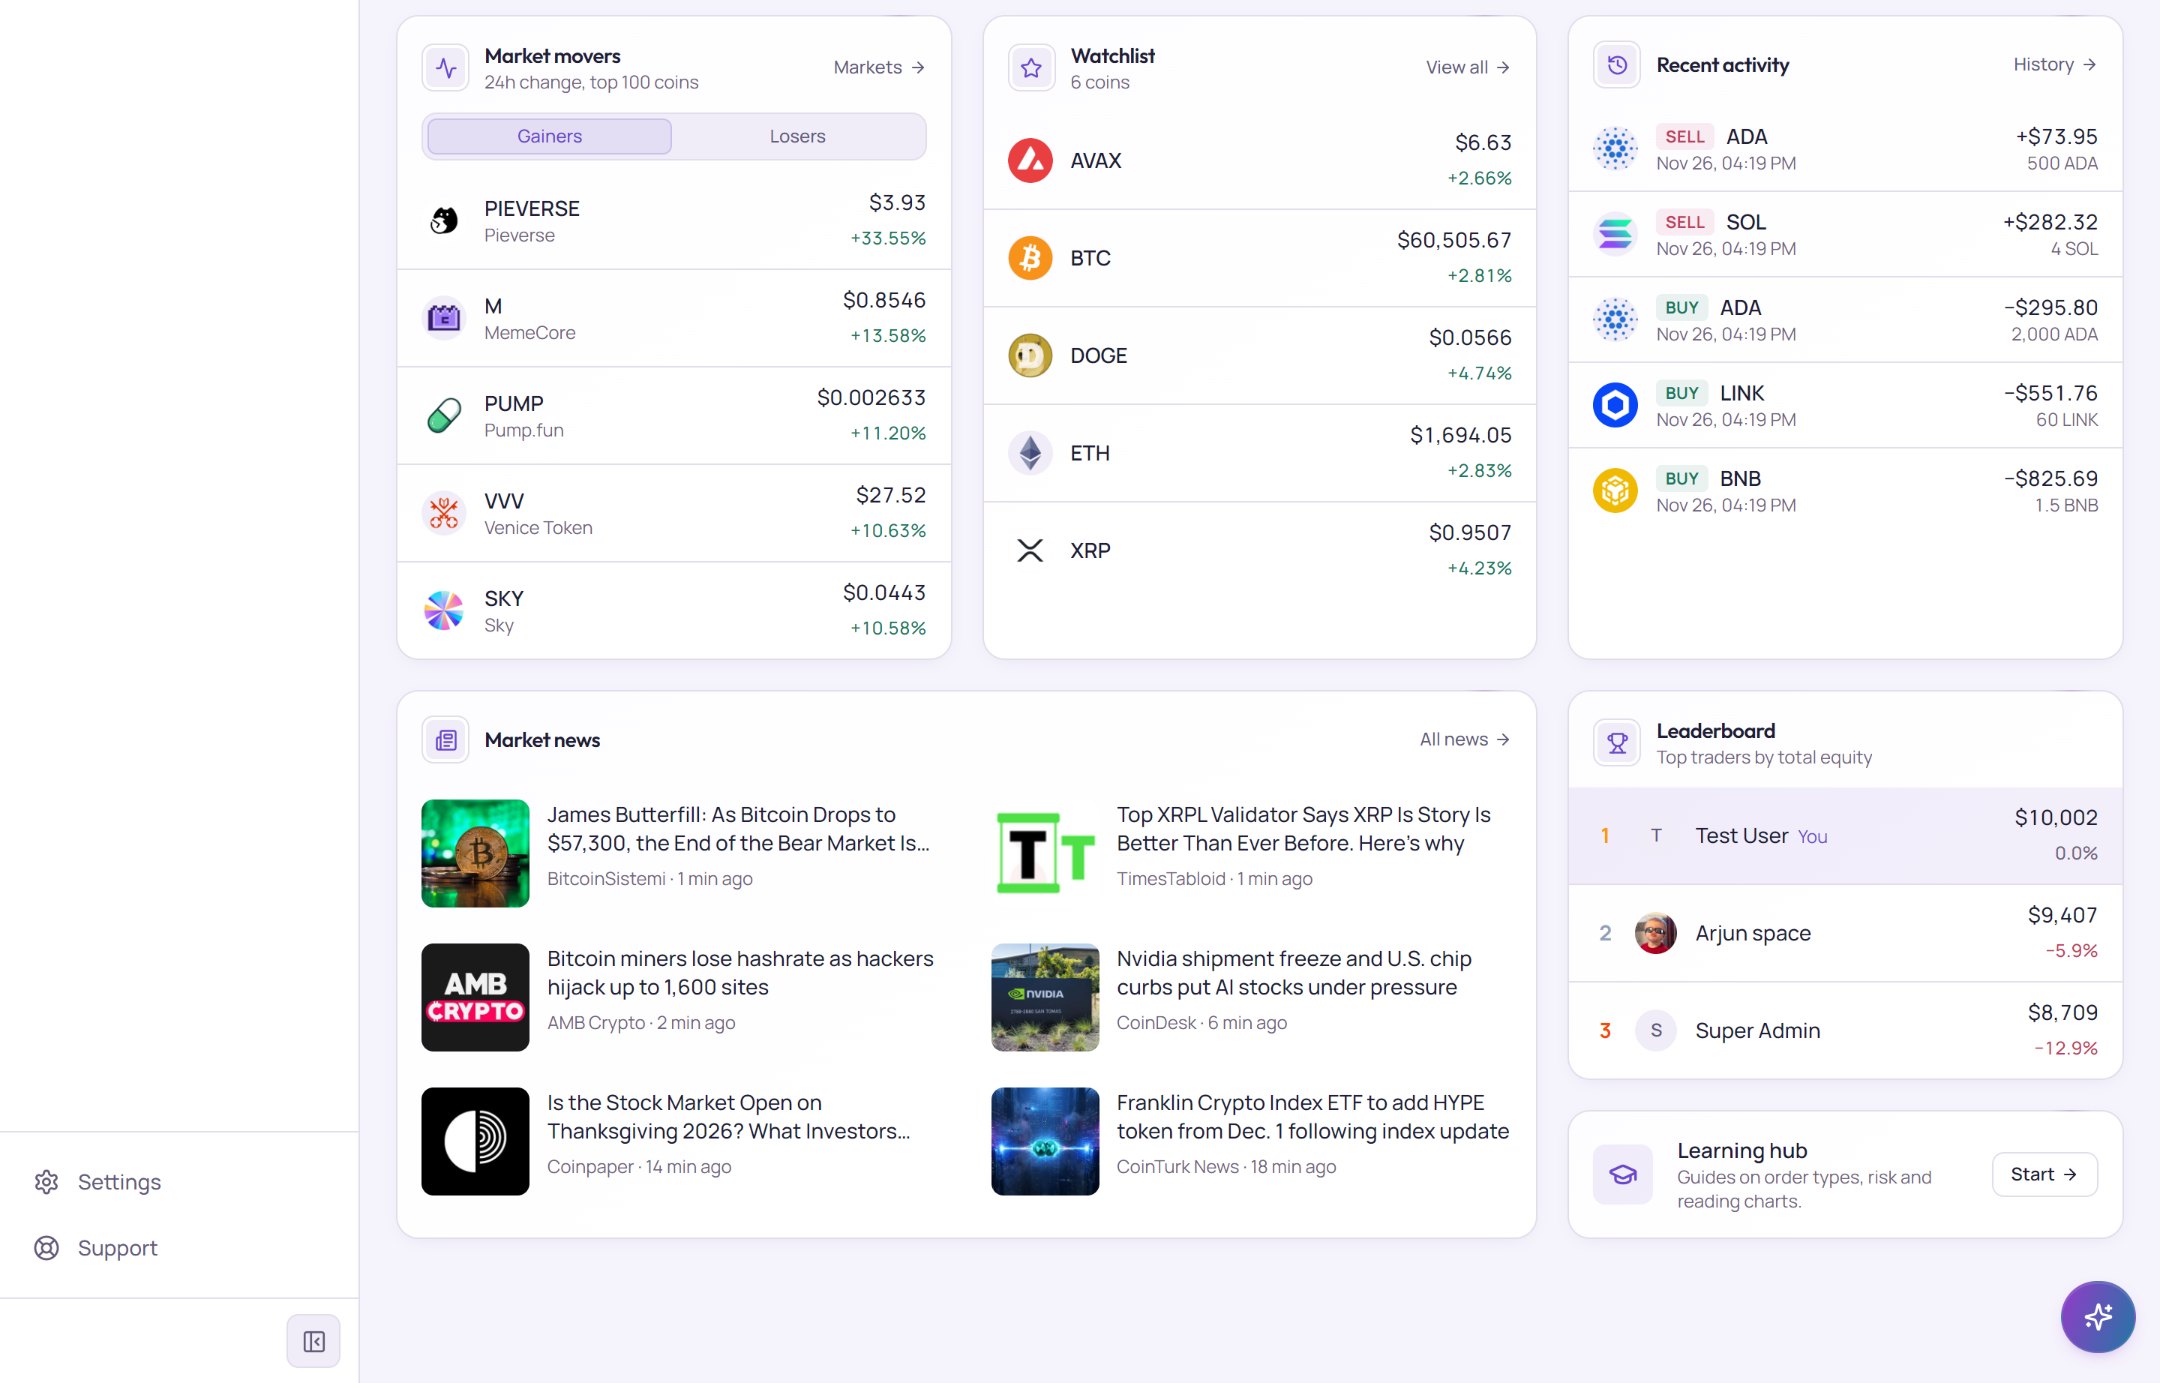 Market movers
24h change, top 100 coins
Markets →
Gainers
Losers
PIEVERSE
Pieverse
$3.93
+33.55%
M
MemeCore
$0.8546
+13.58%
PUMP
Pump.fun
$0.002633
+11.20%
VVV
Venice Token
$27.52
+10.63%
SKY
Sky
$0.0443
+10.58%
Watchlist
6 coins
View all →
AVAX
$6.63
+2.66%
BTC
$60,505.67
+2.81%
DOGE
$0.0566
+4.74%
ETH
$1,694.05
+2.83%
XRP
$0.9507
+4.23%
Recent activity
History →
SELL ADA
Nov 26, 04:19 PM
+$73.95
500 ADA
SELL SOL
Nov 26, 04:19 PM
+$282.32
4 SOL
BUY ADA
Nov 26, 04:19 PM
−$295.80
2,000 ADA
BUY LINK
Nov 26, 04:19 PM
−$551.76
60 LINK
BUY BNB
Nov 26, 04:19 PM
−$825.69
1.5 BNB
Market news
All news →
James Butterfill: As Bitcoin Drops to
$57,300, the End of the Bear Market Is…
BitcoinSistemi · 1 min ago
T T
Top XRPL Validator Says XRP Is Story Is
Better Than Ever Before. Here's why
TimesTabloid · 1 min ago
AMB
CRYPTO
Bitcoin miners lose hashrate as hackers
hijack up to 1,600 sites
AMB Crypto · 2 min ago
NVIDIA
Nvidia shipment freeze and U.S. chip
curbs put AI stocks under pressure
CoinDesk · 6 min ago
Is the Stock Market Open on
Thanksgiving 2026? What Investors…
Coinpaper · 14 min ago
Franklin Crypto Index ETF to add HYPE
token from Dec. 1 following index update
CoinTurk News · 18 min ago
Leaderboard
Top traders by total equity
1 T Test User You
$10,002
0.0%
2 Arjun space
$9,407
−5.9%
3 S Super Admin
$8,709
−12.9%
Learning hub
Guides on order types, risk and
reading charts.
Start →
Settings
Support